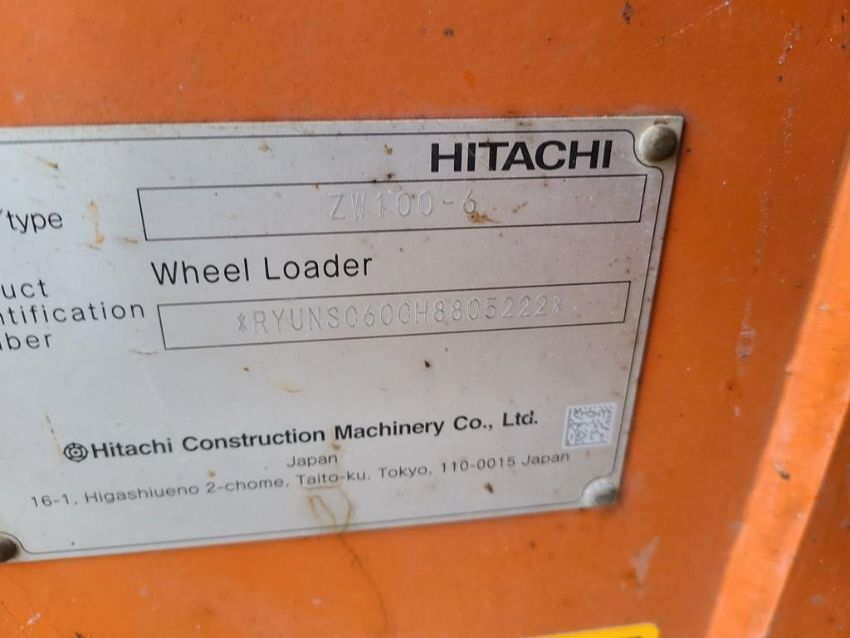 HITACHI
/type
ZW100-6
Wheel Loader
uct
ntification
ber
*RYUNSC60CH8805222*
Hitachi Construction Machinery Co., Ltd.
Japan
16-1, Higashiueno 2-chome, Taito-ku, Tokyo, 110-0015 Japan